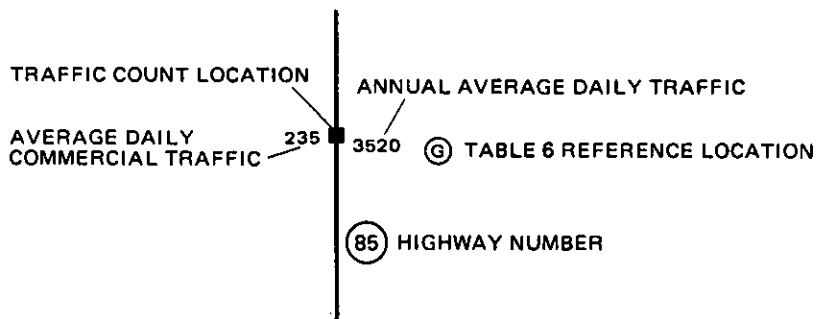 TRAFFIC COUNT LOCATION
ANNUAL AVERAGE DAILY TRAFFIC
AVERAGE DAILY
COMMERCIAL TRAFFIC
235
3520
G TABLE 6 REFERENCE LOCATION
85 HIGHWAY NUMBER